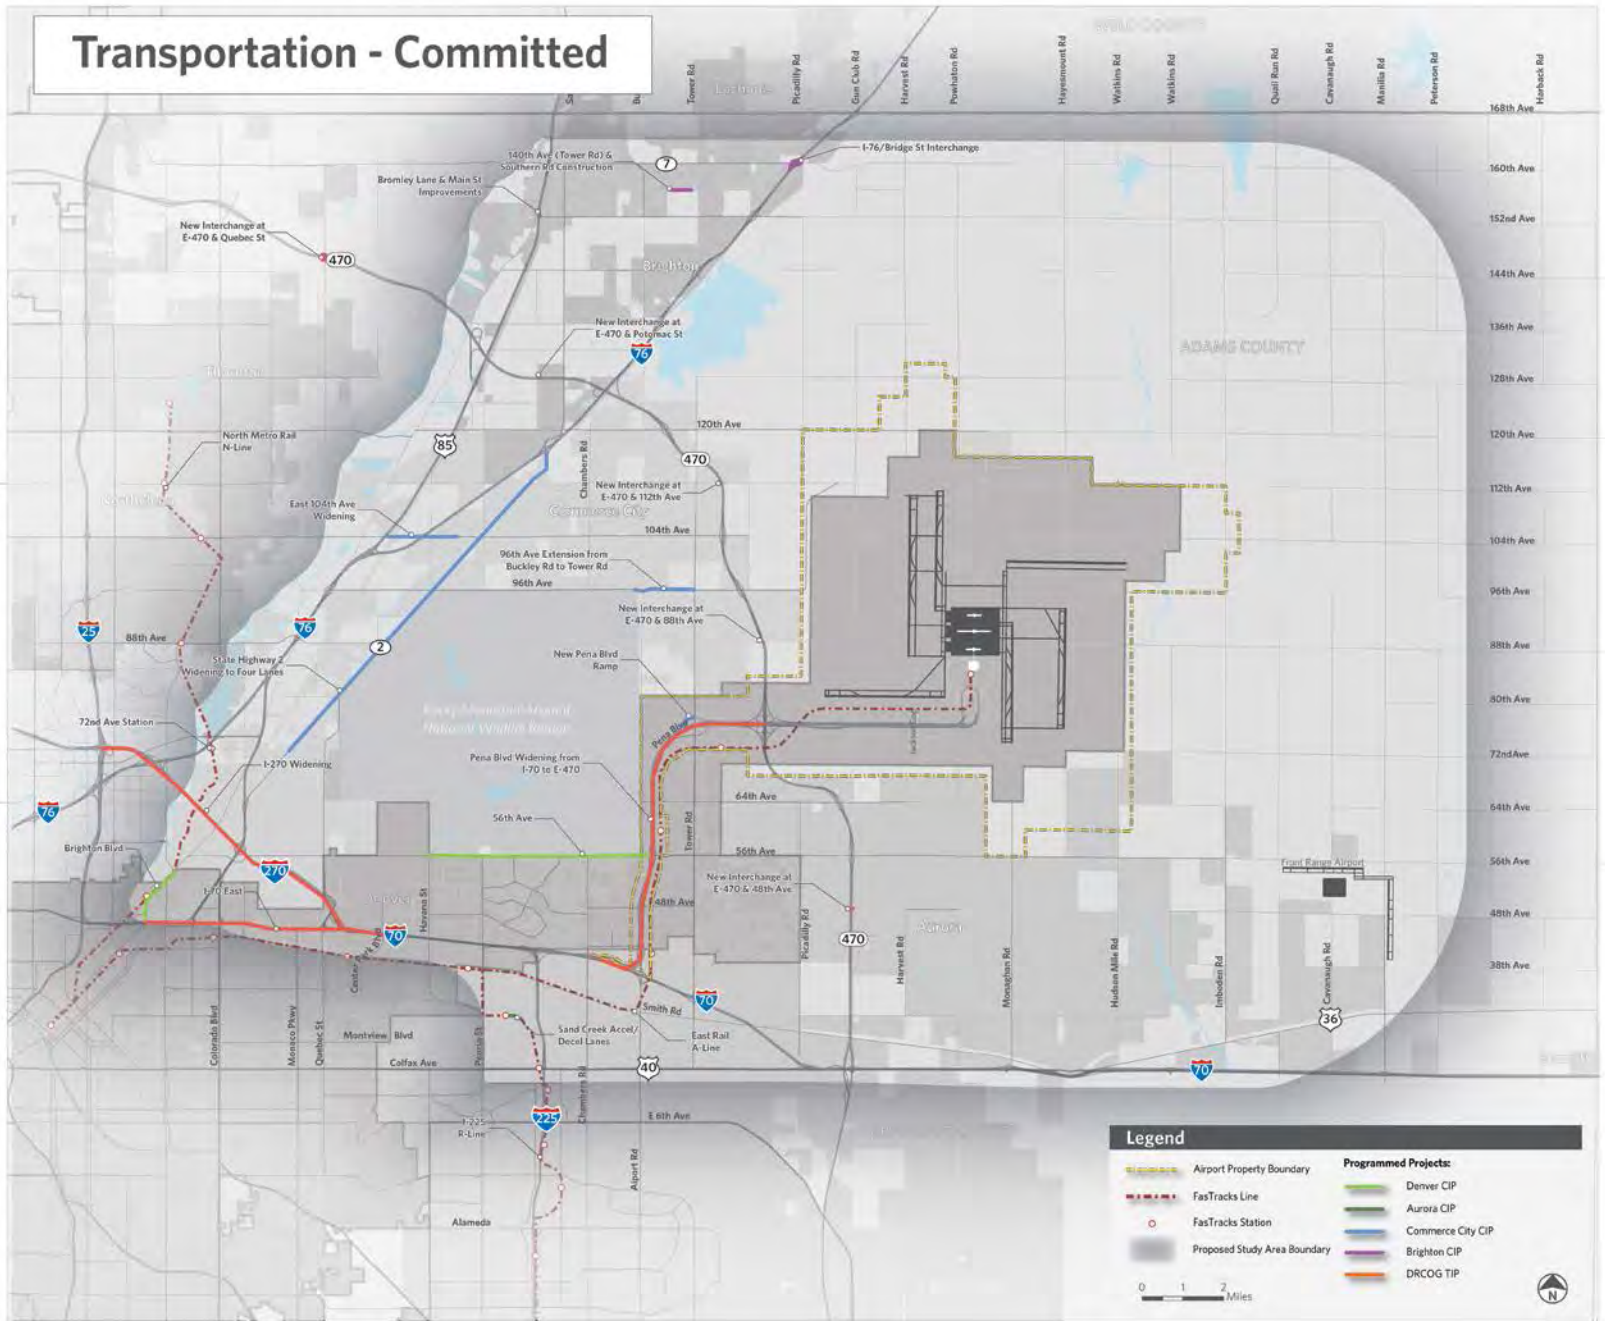 Transportation - Committed
Tower Rd
Picadilly Rd
Gun Club Rd
Harvest Rd
Powhaton Rd
Hayesmount Rd
Watkins Rd
Watkins Rd
Quail Run Rd
Cavanaugh Rd
Manilla Rd
Peterson Rd
Harback Rd
168th Ave
160th Ave
152nd Ave
144th Ave
136th Ave
128th Ave
120th Ave
112th Ave
104th Ave
96th Ave
88th Ave
80th Ave
72nd Ave
64th Ave
56th Ave
48th Ave
38th Ave
ADAMS COUNTY
140th Ave (Tower Rd) &
Southern Rd Construction
7
I-76/Bridge St Interchange
Bromley Lane & Main St
Improvements
New Interchange at
E-470 & Quebec St
470
Brighton
New Interchange at
E-470 & Potomac St
76
North Metro Rail
N-Line
85
120th Ave
470
Chambers Rd
New Interchange at
E-470 & 112th Ave
East 104th Ave
Widening
Commerce City
104th Ave
96th Ave Extension from
Buckley Rd to Tower Rd
96th Ave
New Interchange at
E-470 & 88th Ave
25
88th Ave
76
2
State Highway 2
Widening to Four Lanes
New Pena Blvd
Ramp
Rocky Mountain Arsenal
National Wildlife Refuge
72nd Ave Station
Pena Blvd
I-270 Widening
Pena Blvd Widening from
I-70 to E-470
76
64th Ave
56th Ave
Tower Rd
Brighton Blvd
56th Ave
270
I-70 East
Denver
Havana St
New Interchange at
E-470 & 48th Ave
48th Ave
Front Range Airport
Aurora
70
Center Park Blvd
470
Picadilly Rd
Harvest Rd
Monaghan Rd
Hudson Mile Rd
Imboden Rd
Cavanaugh Rd
70
Smith Rd
36
Colorado Blvd
Monaco Pkwy
Quebec St
Montview Blvd
Peoria St
Sand Creek Accel/
Decel Lanes
East Rail
A-Line
Colfax Ave
40
70
Chambers Rd
225
I-225
R-Line
E 6th Ave
Aiport Rd
Alameda
Legend
Airport Property Boundary
FasTracks Line
FasTracks Station
Proposed Study Area Boundary
Programmed Projects:
Denver CIP
Aurora CIP
Commerce City CIP
Brighton CIP
DRCOG TIP
0 1 2
Miles
N